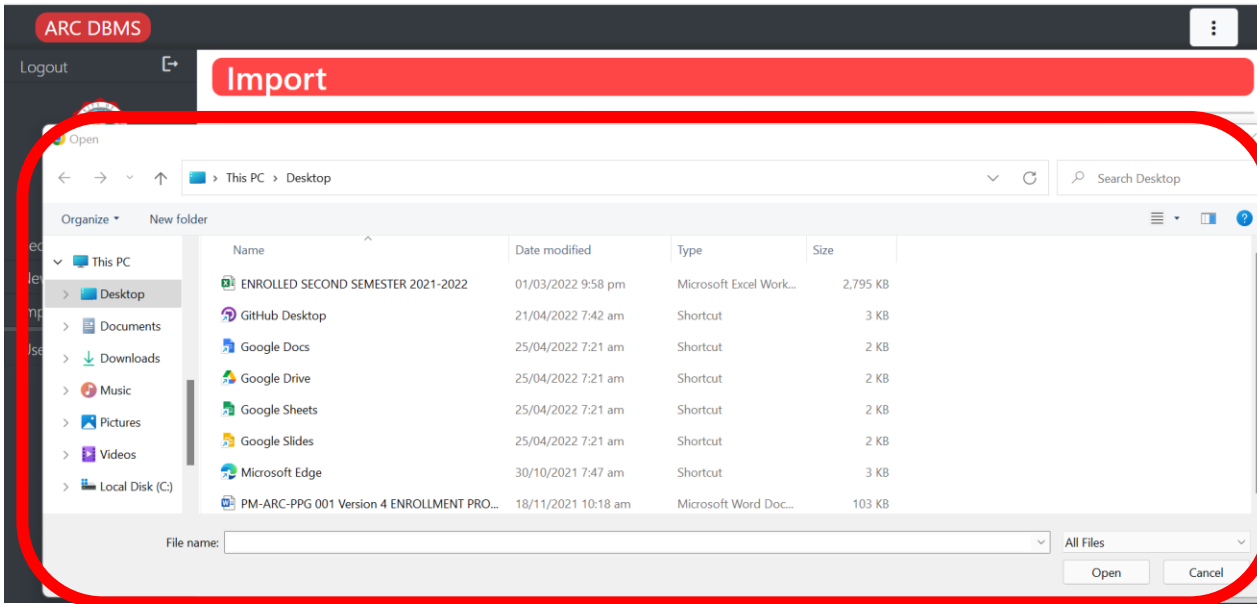 ARC DBMS
Logout
Import
Open
This PC > Desktop
Search Desktop
Organize
New folder
Name Date modified Type Size
This PC
Desktop
Documents
Downloads
Music
Pictures
Videos
Local Disk (C:)
ENROLLED SECOND SEMESTER 2021-2022 01/03/2022 9:58 pm Microsoft Excel Work... 2,795 KB
GitHub Desktop 21/04/2022 7:42 am Shortcut 3 KB
Google Docs 25/04/2022 7:21 am Shortcut 2 KB
Google Drive 25/04/2022 7:21 am Shortcut 2 KB
Google Sheets 25/04/2022 7:21 am Shortcut 2 KB
Google Slides 25/04/2022 7:21 am Shortcut 2 KB
Microsoft Edge 30/10/2021 7:47 am Shortcut 3 KB
PM-ARC-PPG 001 Version 4 ENROLLMENT PRO... 18/11/2021 10:18 am Microsoft Word Doc... 103 KB
File name:
All Files
Open
Cancel